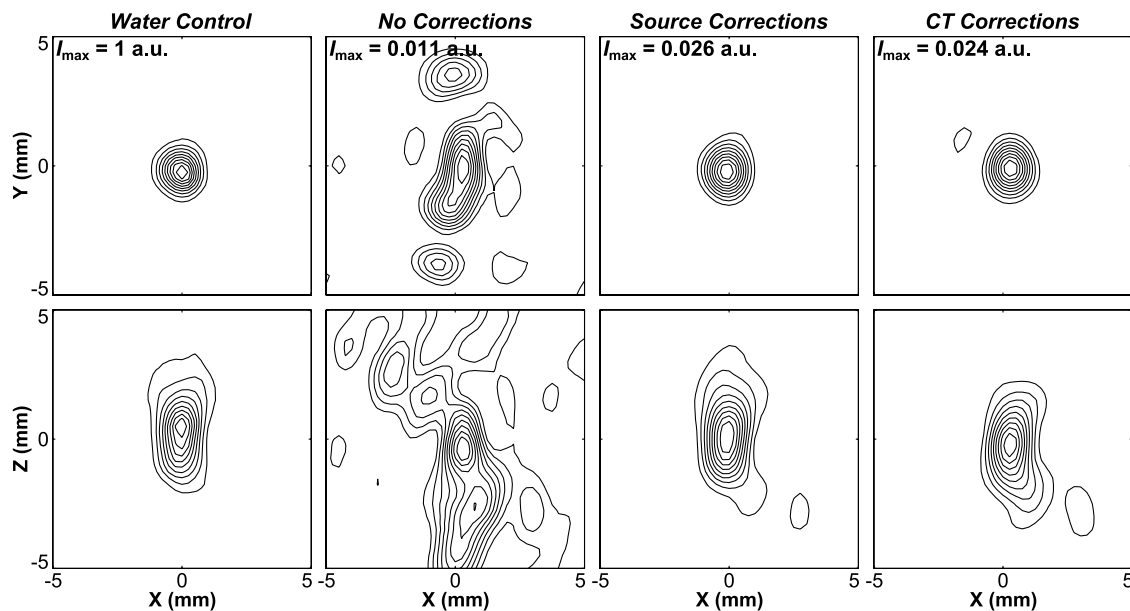 Water Control
No Corrections
Source Corrections
CT Corrections
5
Imax = 1 a.u.
Imax = 0.011 a.u.
Imax = 0.026 a.u.
Imax = 0.024 a.u.
Y (mm)
0
-5
5
Z (mm)
0
-5
-5 0 5
-5 0 5
-5 0 5
-5 0 5
X (mm)
X (mm)
X (mm)
X (mm)